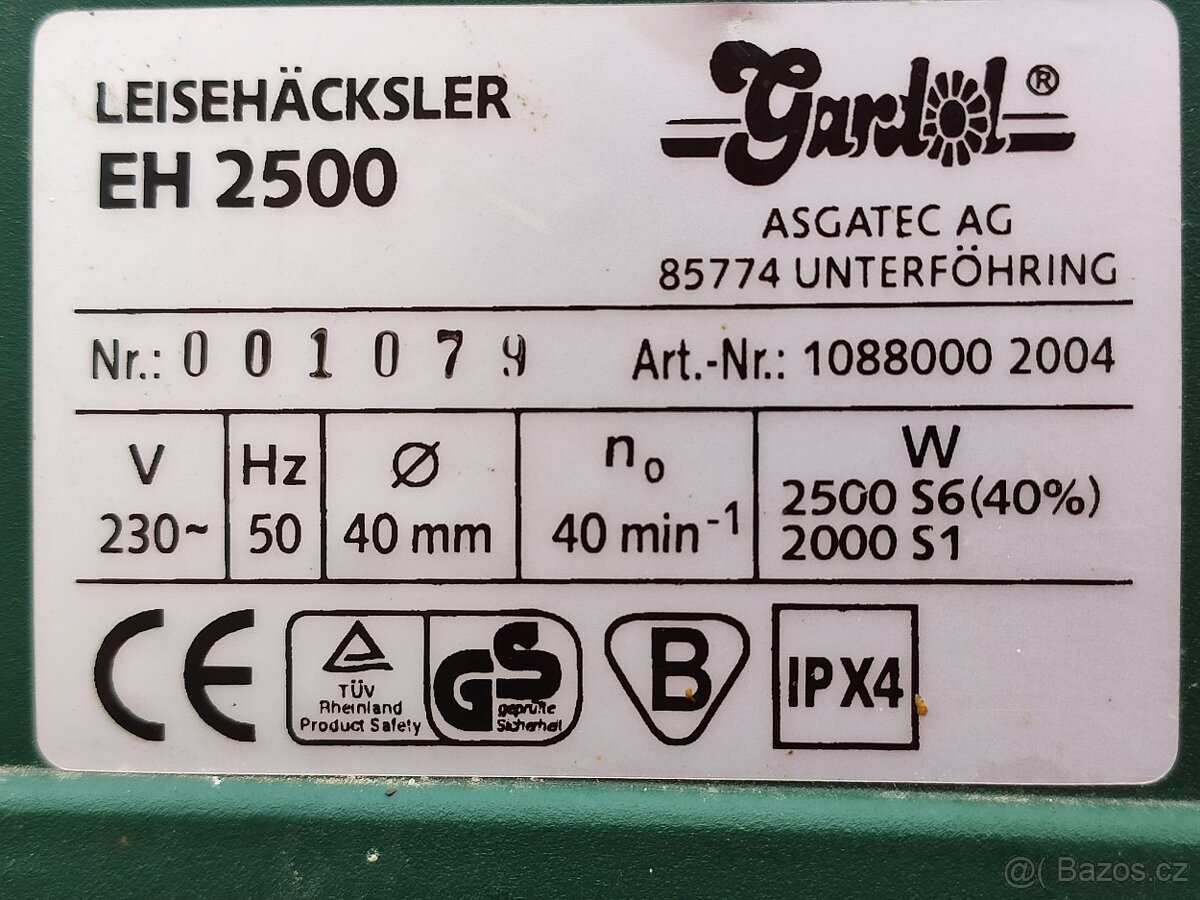 LEISEHÄCKSLER
EH 2500
Gardol ®
ASGATEC AG
85774 UNTERFÖHRING
Nr.: 001079
Art.-Nr.: 1088000 2004
V
230~
Hz
50
Ø
40 mm
n₀
40 min⁻¹
W
2500 S6(40%)
2000 S1
CE
TÜV
Rheinland
Product Safety
GS
geprüfte
Sicherheit
B
IPX4
@( Bazos.cz